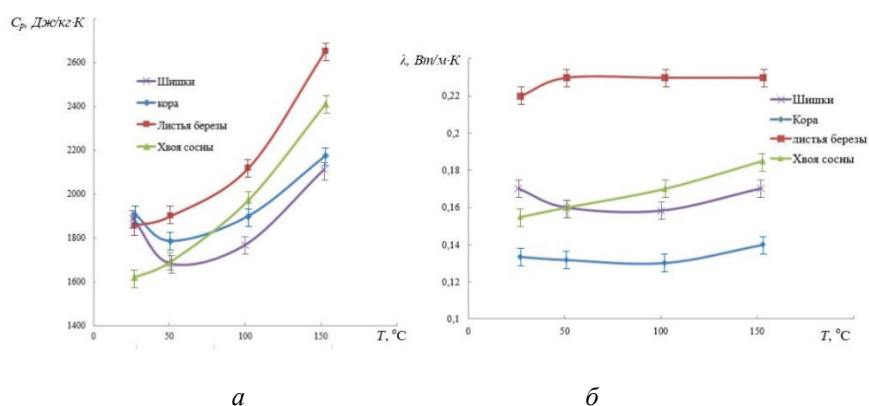 Cₚ, Дж/кг·К
2600
2400
2200
2000
1800
1600
1400
0
50
100
150
T, °C
Шишки
кора
Листья березы
Хвоя сосны
λ, Вт/м·К
0,22
0,2
0,18
0,16
0,14
0,12
0,1
0
50
100
150
T, °C
Шишки
Кора
листья березы
Хвоя сосны
а
б